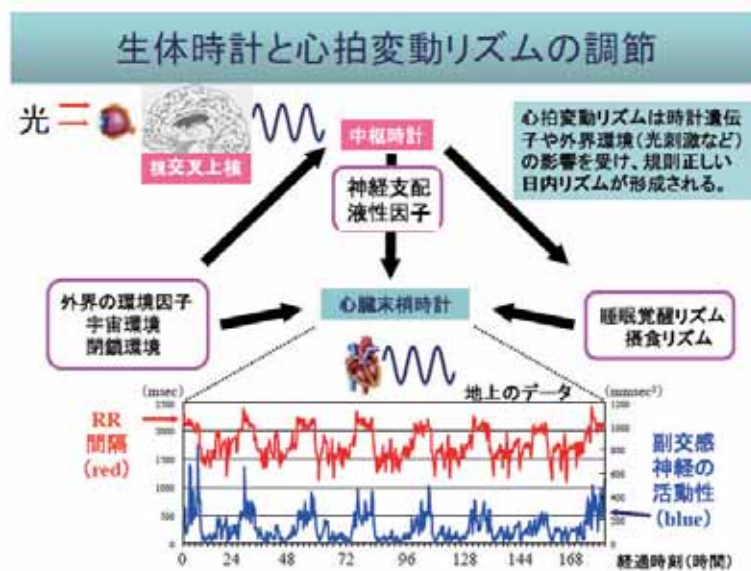 生体時計と心拍変動リズムの調節
光
視交叉上核
中枢時計
心拍変動リズムは時計遺伝
子や外界環境(光刺激など)
の影響を受け、規則正しい
日内リズムが形成される。
神経支配
液性因子
外界の環境因子
宇宙環境
閉鎖環境
心臓末梢時計
睡眠覚醒リズム
摂食リズム
地上のデータ
(msec)
(mmsec²)
RR
間隔
(red)
2500
2000
1500
1000
500
0
1200
1000
800
600
400
200
0
副交感
神経の
活動性
(blue)
0 24 48 72 96 128 144 168
経過時刻(時間)